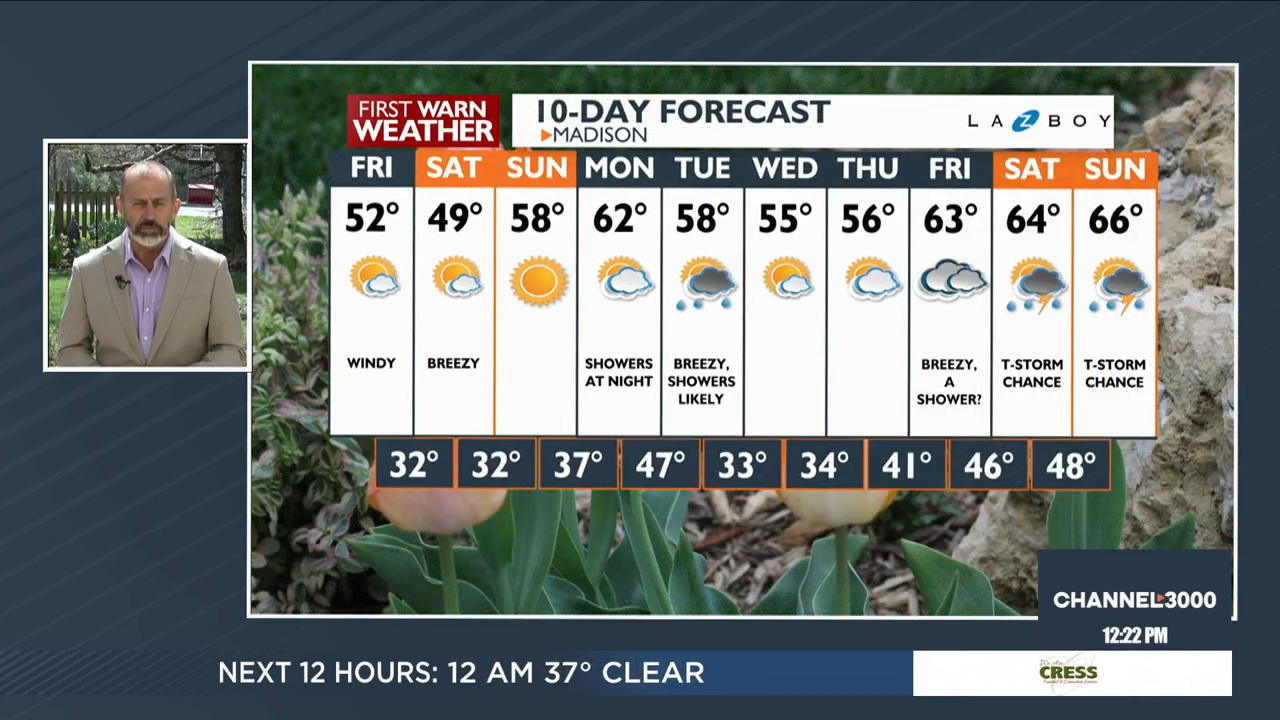 FIRST WARN
WEATHER
10-DAY FORECAST
MADISON
LA Z BOY
FRI SAT SUN MON TUE WED THU FRI SAT SUN
52° 49° 58° 62° 58° 55° 56° 63° 64° 66°
WINDY
BREEZY
SHOWERS
AT NIGHT
BREEZY,
SHOWERS
LIKELY
BREEZY,
A
SHOWER?
T-STORM
CHANCE
T-STORM
CHANCE
32° 32° 37° 47° 33° 34° 41° 46° 48°
CHANNEL3000
12:22 PM
NEXT 12 HOURS: 12 AM 37° CLEAR
CRESS